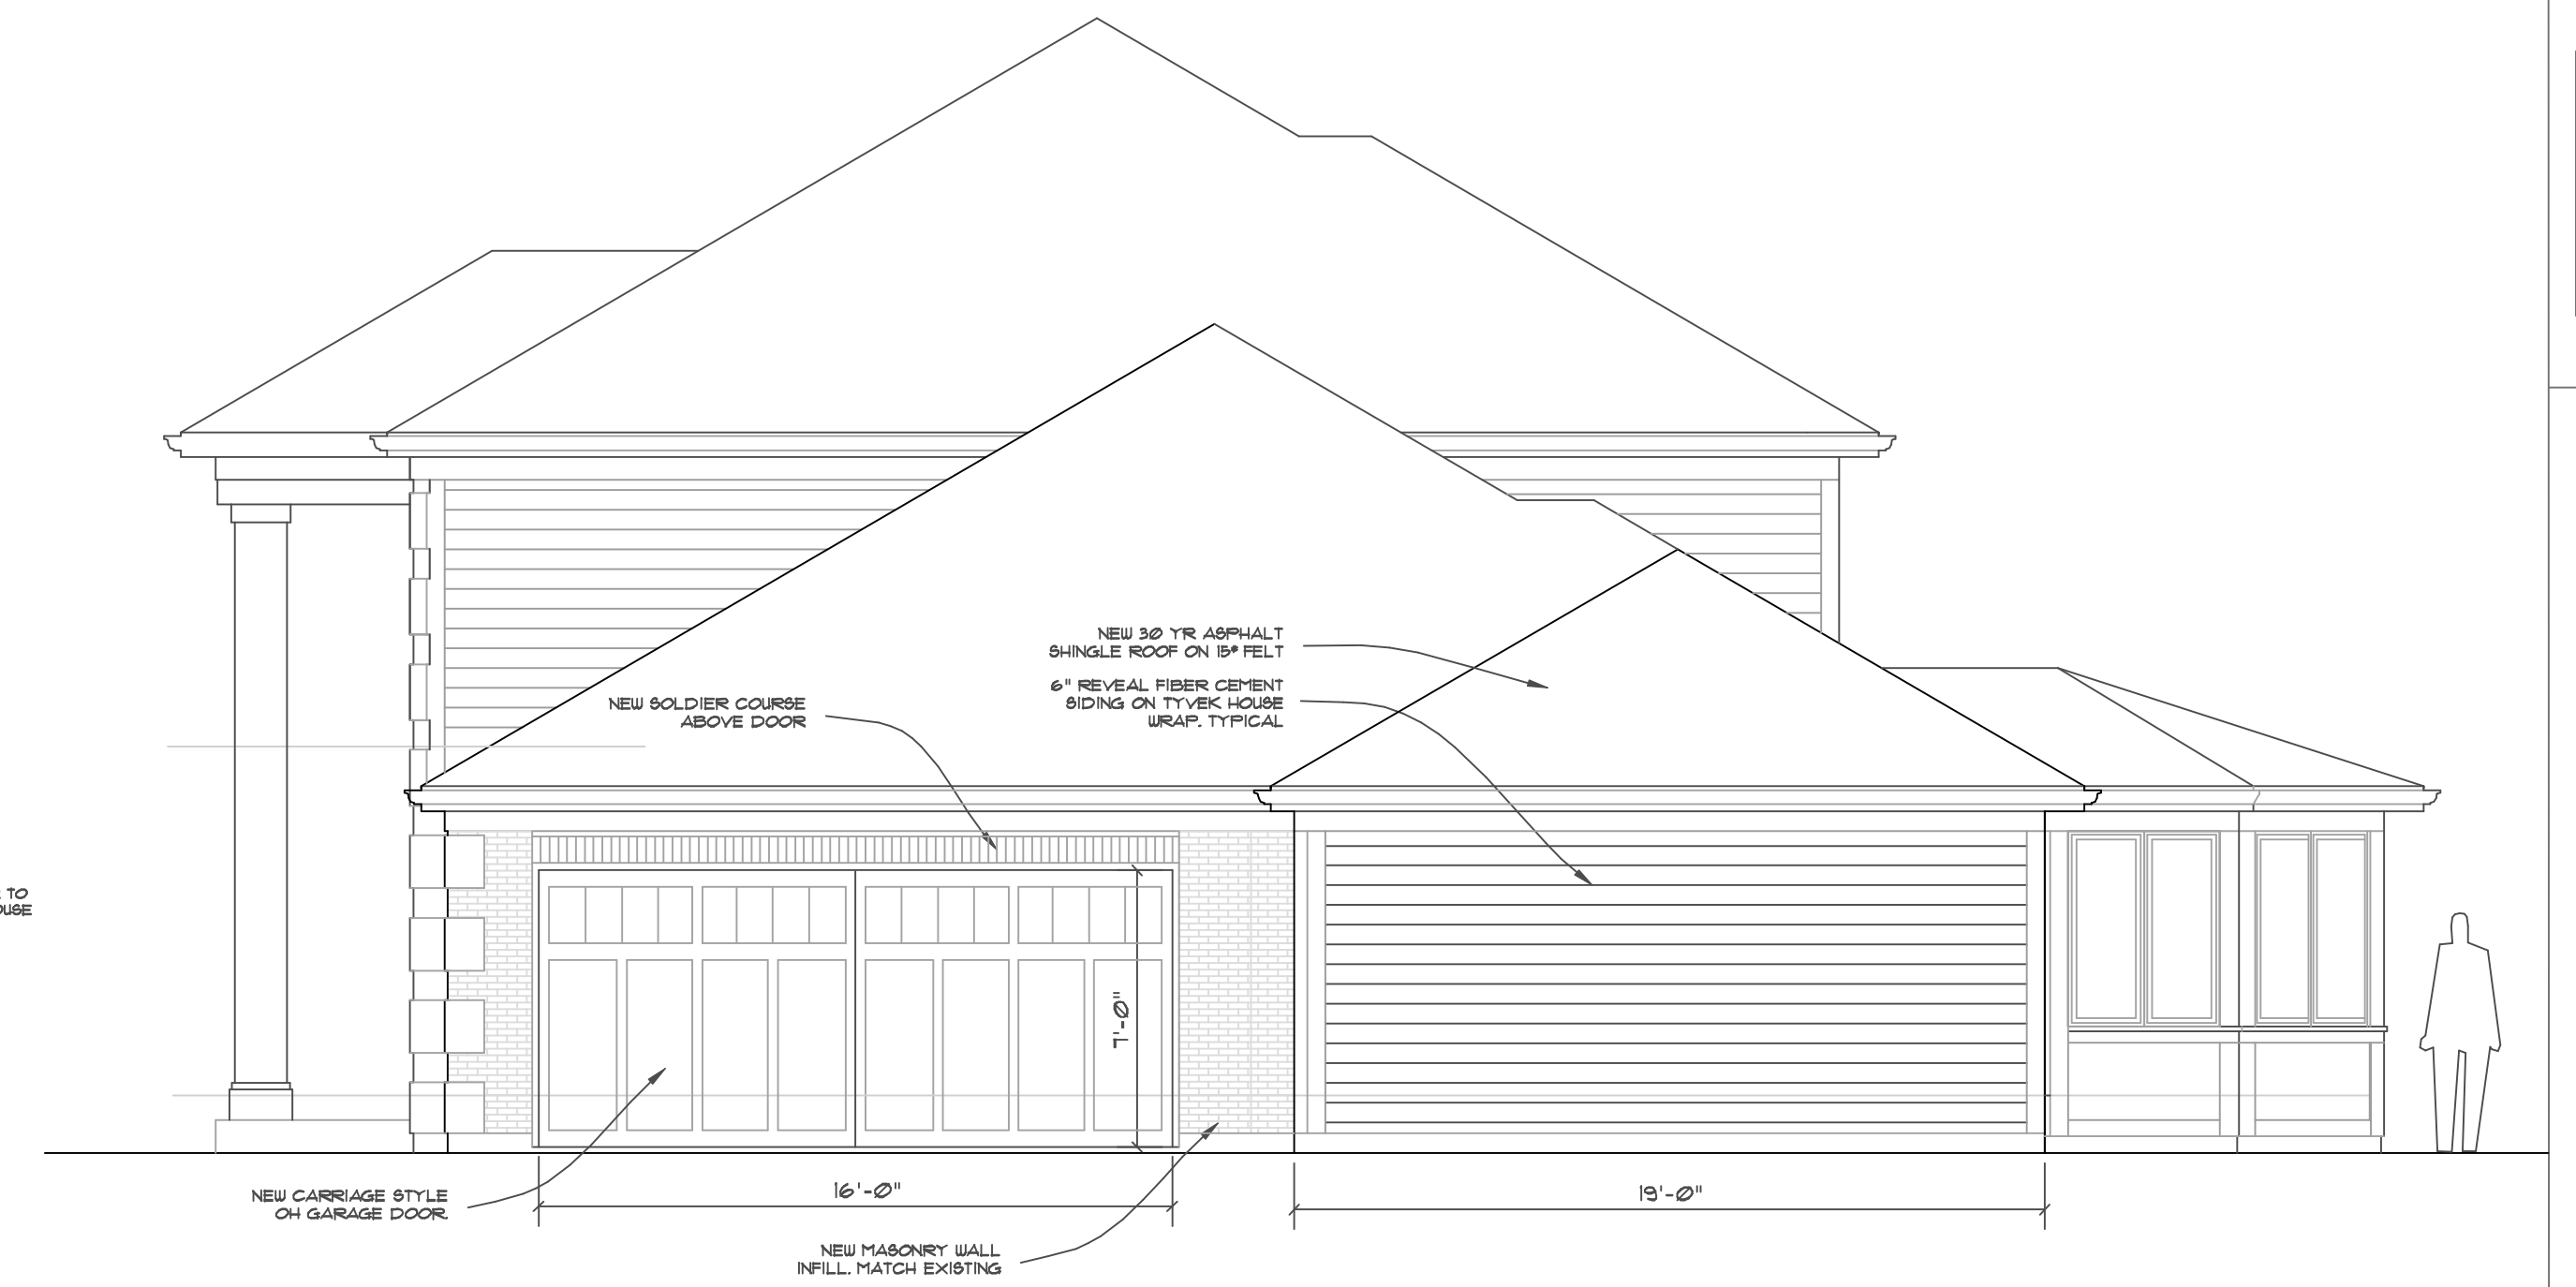 NEW 30 YR ASPHALT
SHINGLE ROOF ON 15# FELT
6" REVEAL FIBER CEMENT
SIDING ON TYVEK HOUSE
WRAP. TYPICAL
NEW SOLDIER COURSE
ABOVE DOOR
TO
7'-0"
NEW CARRIAGE STYLE
OH GARAGE DOOR.
16'-0"
19'-0"
NEW MASONRY WALL
INFILL. MATCH EXISTING